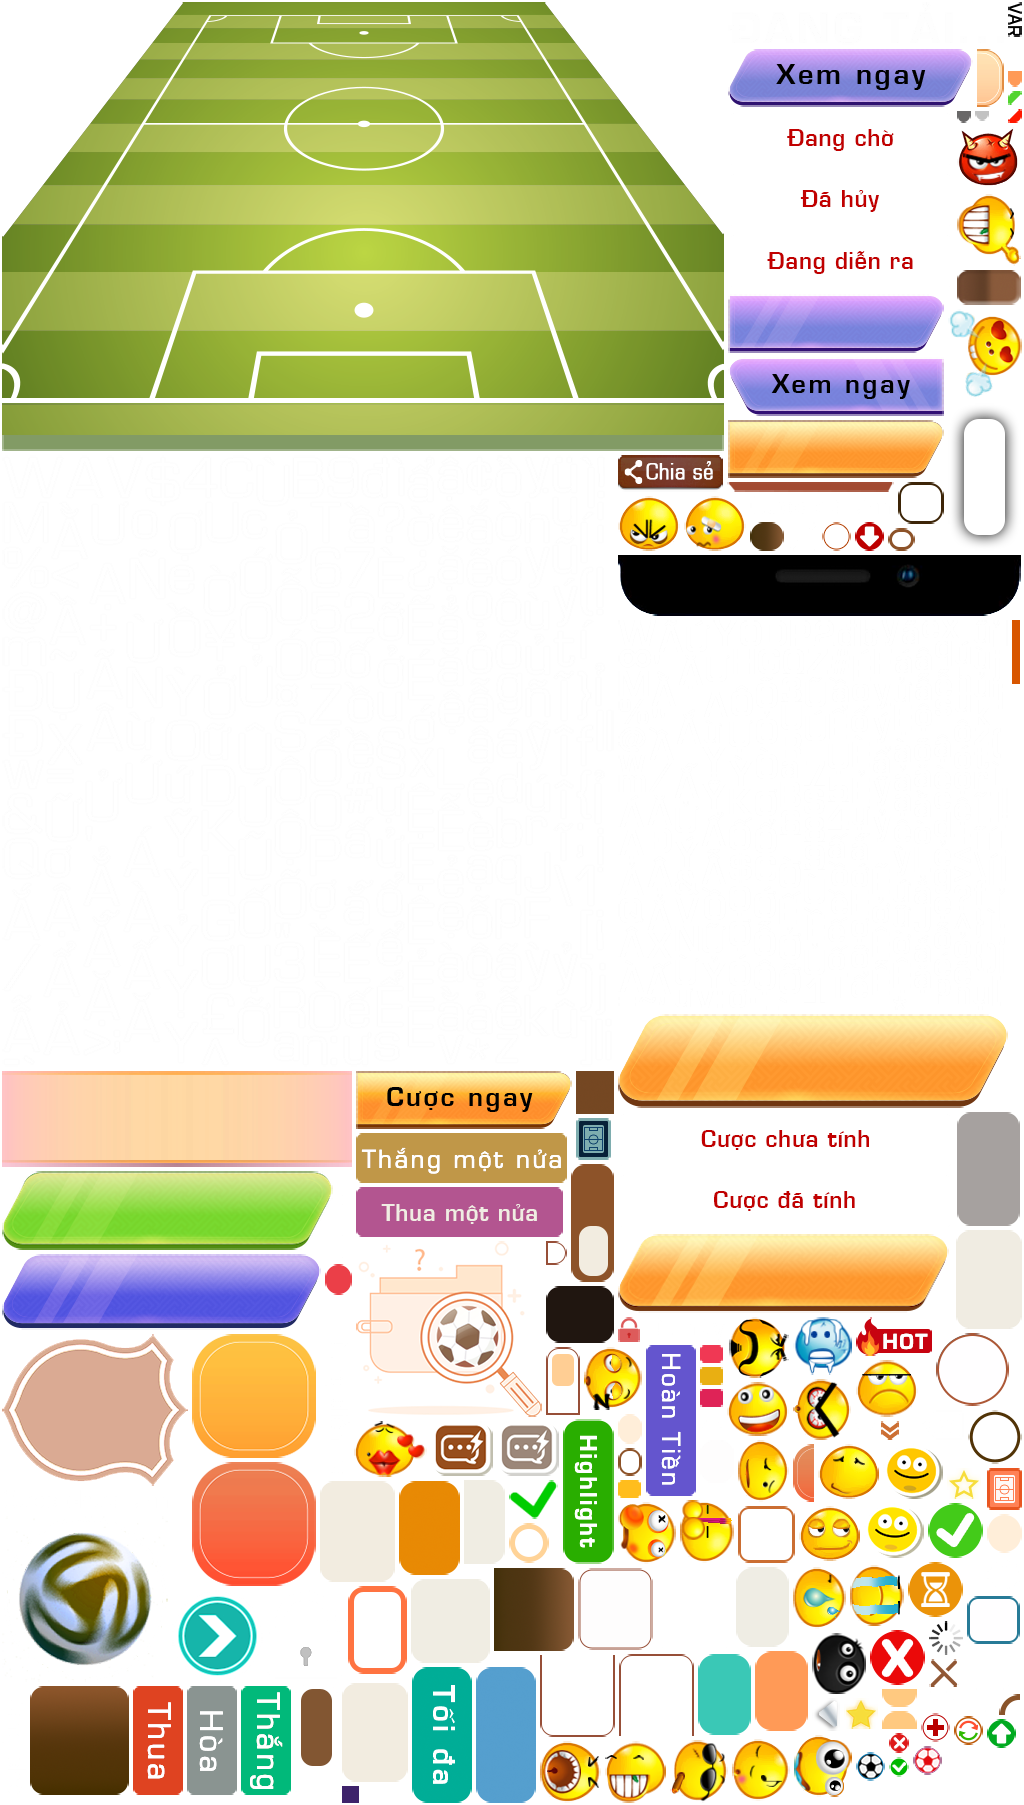 VAR
Xem ngay
Đang chờ
Đã hủy
Đang diễn ra
Xem ngay
Chia sẻ
Cược ngay
Thắng một nửa
Thua một nửa
Cược chưa tính
Cược đã tính
?
HOT
Hoàn Tiền
Highlight
z
Thua
Hòa
Thắng
Tối đa